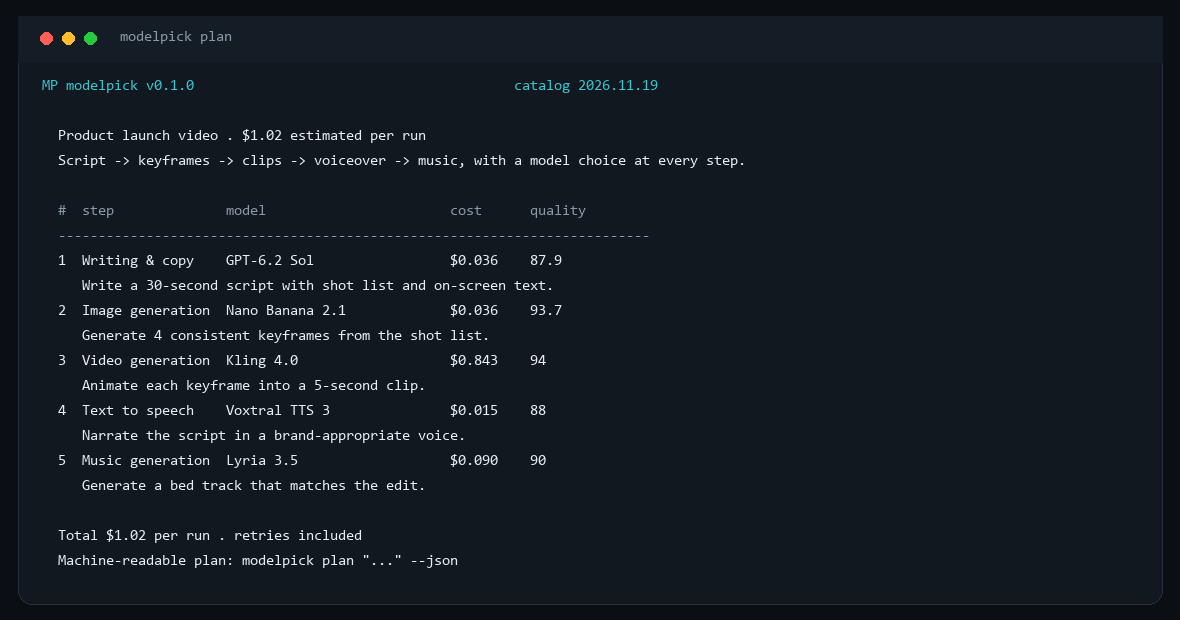 modelpick plan
MP modelpick v0.1.0 catalog 2026.11.19
Product launch video . $1.02 estimated per run
Script -> keyframes -> clips -> voiceover -> music, with a model choice at every step.
# step model cost quality
--------------------------------------------------------------------------
1 Writing & copy GPT-6.2 Sol $0.036 87.9
Write a 30-second script with shot list and on-screen text.
2 Image generation Nano Banana 2.1 $0.036 93.7
Generate 4 consistent keyframes from the shot list.
3 Video generation Kling 4.0 $0.843 94
Animate each keyframe into a 5-second clip.
4 Text to speech Voxtral TTS 3 $0.015 88
Narrate the script in a brand-appropriate voice.
5 Music generation Lyria 3.5 $0.090 90
Generate a bed track that matches the edit.
Total $1.02 per run . retries included
Machine-readable plan: modelpick plan "..." --json